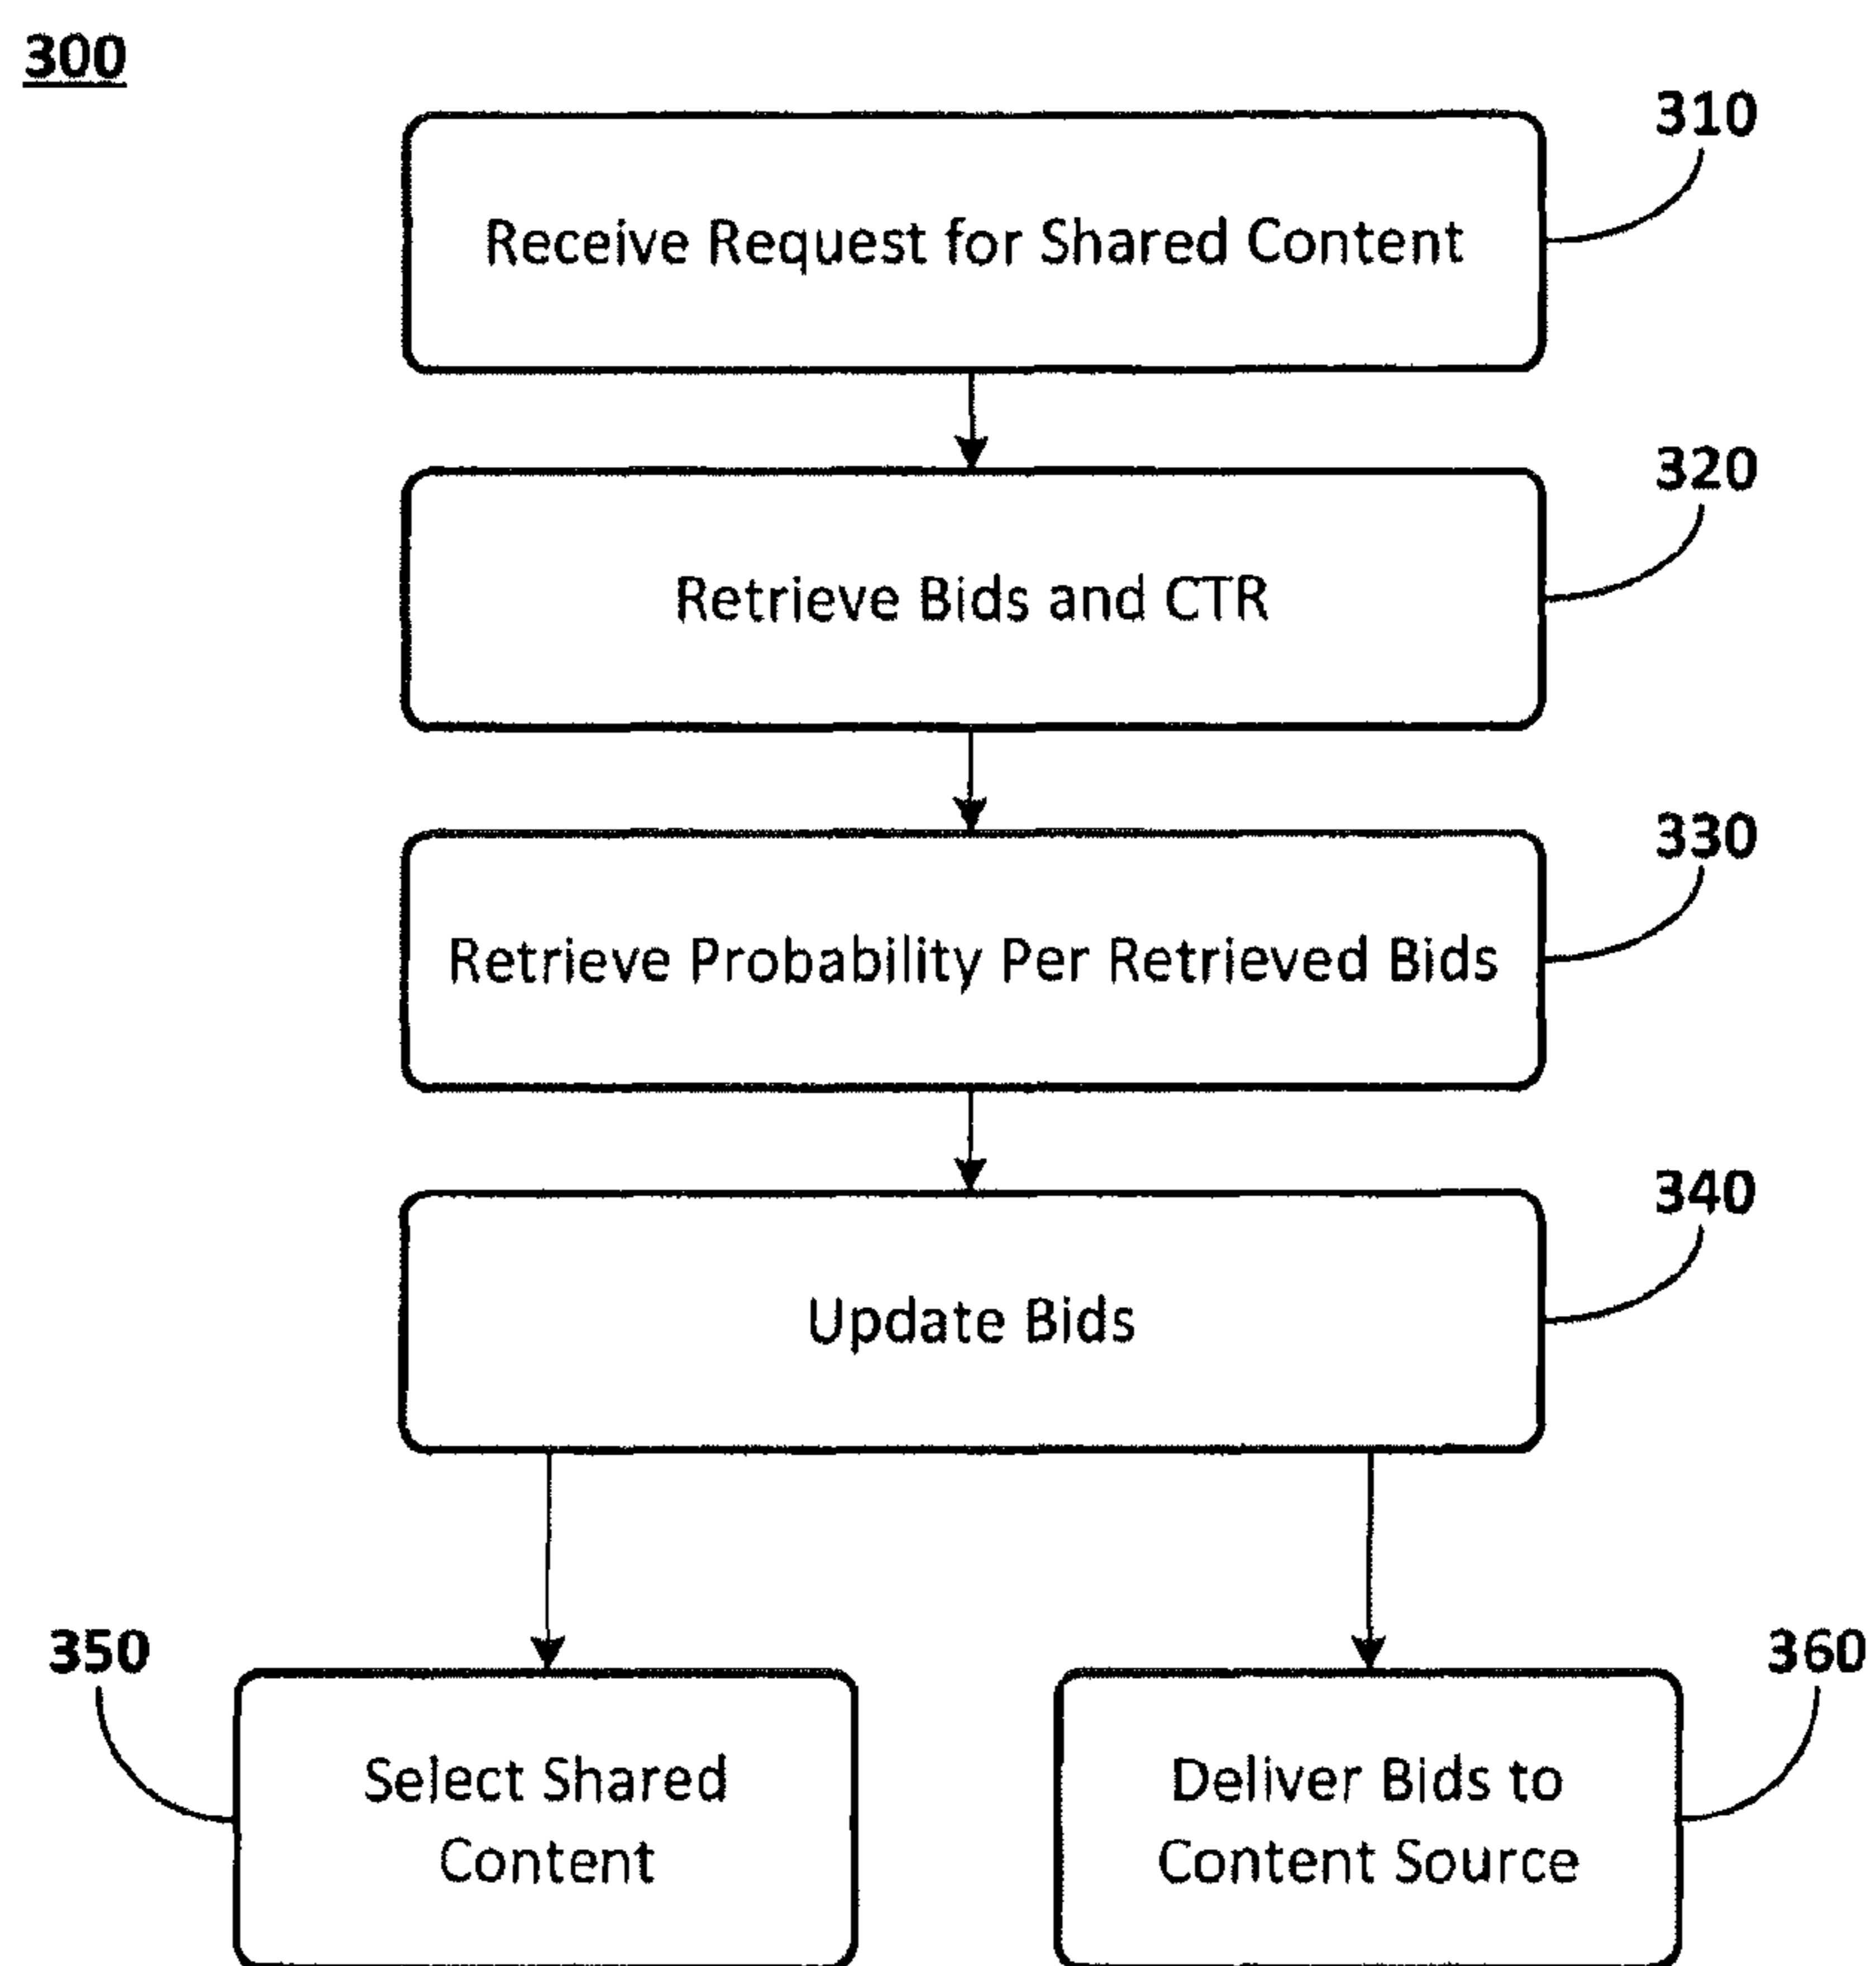 300
310
Receive Request for Shared Content
320
Retrieve Bids and CTR
330
Retrieve Probability Per Retrieved Bids
340
Update Bids
350
360
Select Shared
Content
Deliver Bids to
Content Source